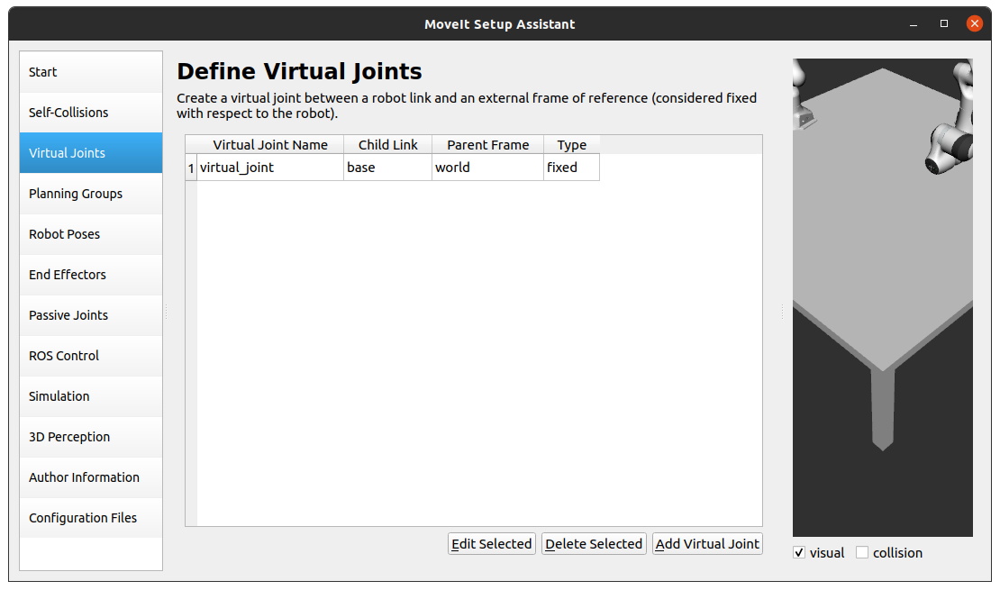 MoveIt Setup Assistant
Start
Self-Collisions
Virtual Joints
Planning Groups
Robot Poses
End Effectors
Passive Joints
ROS Control
Simulation
3D Perception
Author Information
Configuration Files
Define Virtual Joints
Create a virtual joint between a robot link and an external frame of reference (considered fixed
with respect to the robot).
Virtual Joint Name Child Link Parent Frame Type
1 virtual_joint base world fixed
Edit Selected Delete Selected Add Virtual Joint
visual collision